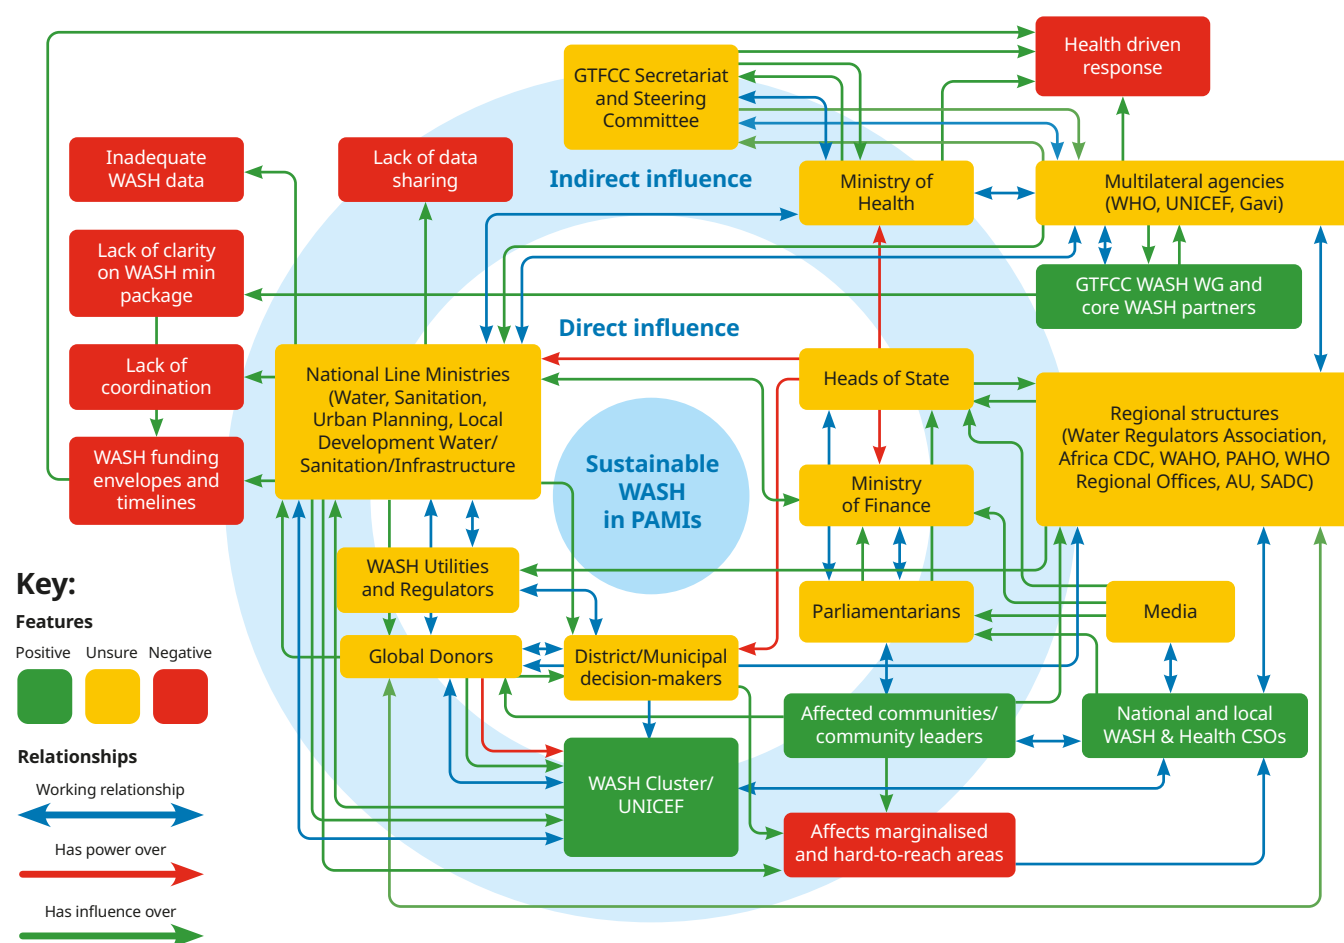 Health driven
response
GTFCC Secretariat
and Steering
Committee
Inadequate
WASH data
Lack of data
sharing
Indirect influence
Ministry of
Health
Multilateral agencies
(WHO, UNICEF, Gavi)
Lack of clarity
on WASH min
package
GTFCC WASH WG and
core WASH partners
Direct influence
Lack of
coordination
National Line Ministries
(Water, Sanitation,
Urban Planning, Local
Development Water/
Sanitation/Infrastructure
Heads of State
Regional structures
(Water Regulators Association,
Africa CDC, WAHO, PAHO, WHO
Regional Offices, AU, SADC)
WASH funding
envelopes and
timelines
Sustainable
WASH
in PAMIs
Ministry
of Finance
WASH Utilities
and Regulators
Parliamentarians
Media
Global Donors
District/Municipal
decision-makers
Affected communities/
community leaders
National and local
WASH & Health CSOs
WASH Cluster/
UNICEF
Affects marginalised
and hard-to-reach areas
Key:
Features
Positive Unsure Negative
Relationships
Working relationship
Has power over
Has influence over